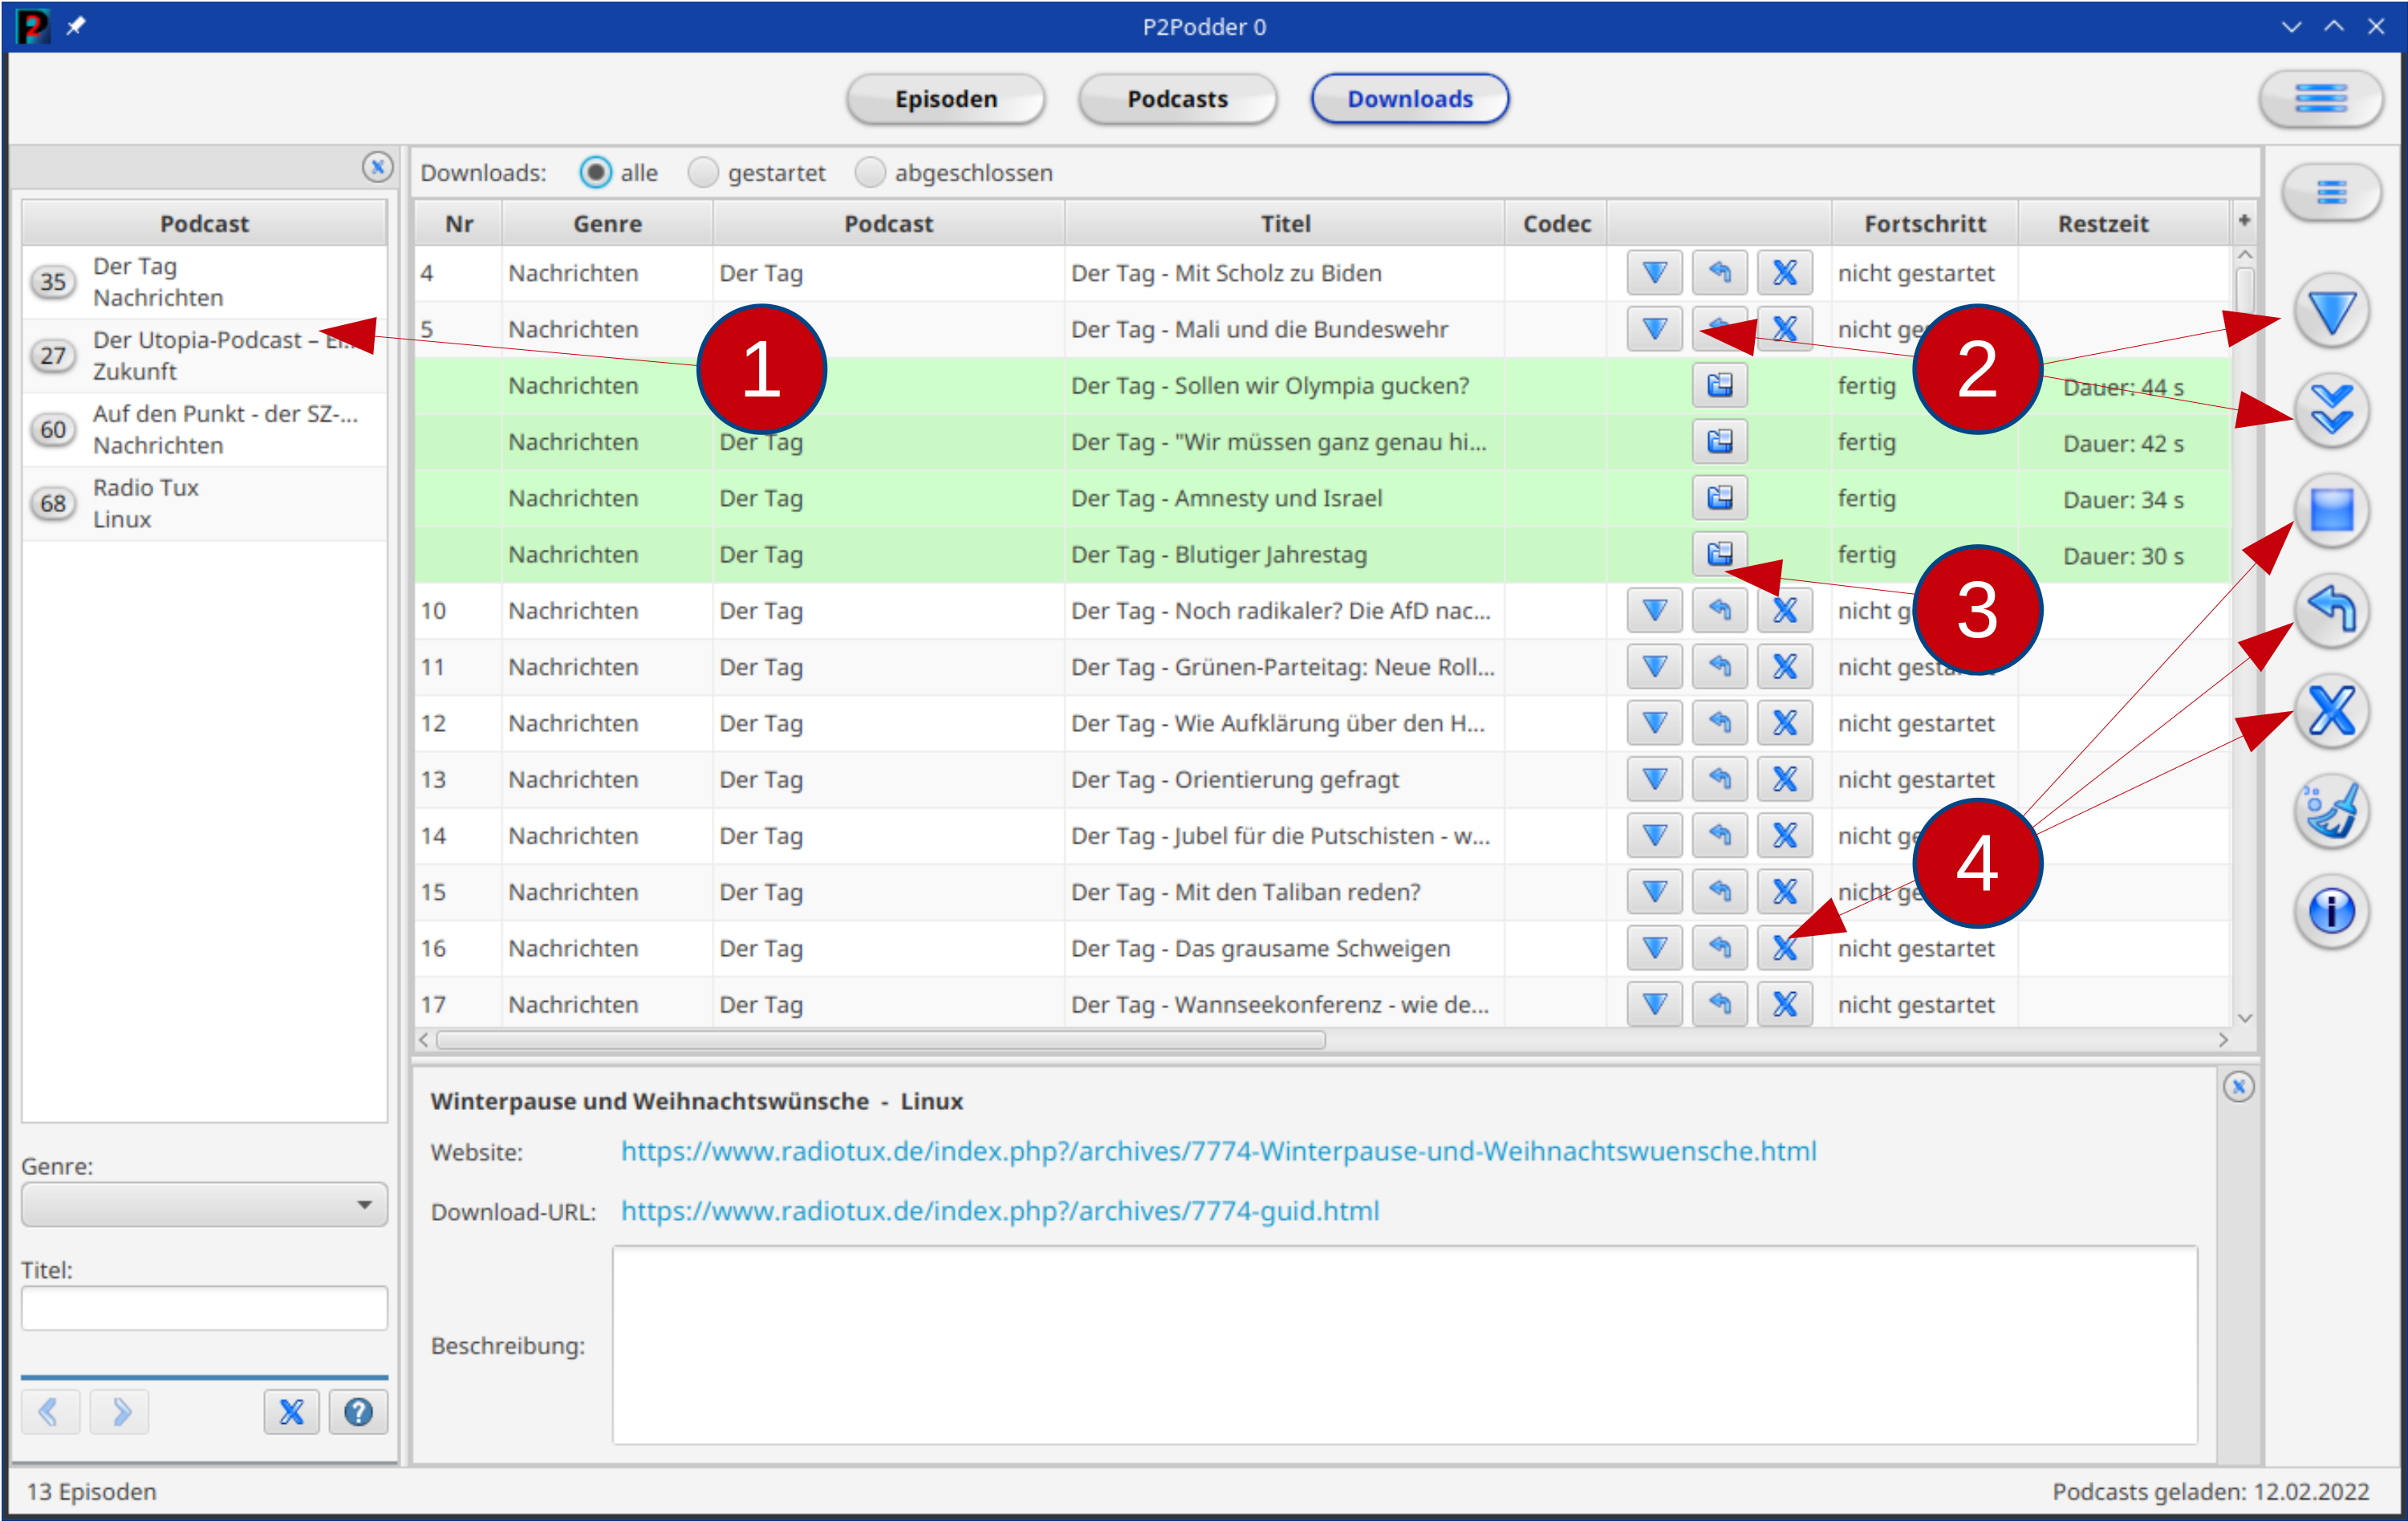 P2Podder 0
Episoden Podcasts Downloads
Downloads: alle gestartet abgeschlossen
Podcast
35 Der Tag
Nachrichten
27 Der Utopia-Podcast –
Zukunft
60 Auf den Punkt - der SZ-...
Nachrichten
68 Radio Tux
Linux
Genre:
Titel:
Nr Genre Podcast Titel Codec Fortschritt Restzeit +
4 Nachrichten Der Tag Der Tag - Mit Scholz zu Biden nicht gestartet
5 Nachrichten Der Tag - Mali und die Bundeswehr nicht
Nachrichten Der Tag - Sollen wir Olympia gucken? fertig Dauer: 44 s
Nachrichten Der Tag Der Tag - "Wir müssen ganz genau hi... fertig Dauer: 42 s
Nachrichten Der Tag Der Tag - Amnesty und Israel fertig Dauer: 34 s
Nachrichten Der Tag Der Tag - Blutiger Jahrestag fertig Dauer: 30 s
10 Nachrichten Der Tag Der Tag - Noch radikaler? Die AfD nac... nicht
11 Nachrichten Der Tag Der Tag - Grünen-Parteitag: Neue Roll... nicht
12 Nachrichten Der Tag Der Tag - Wie Aufklärung über den H... nicht gestartet
13 Nachrichten Der Tag Der Tag - Orientierung gefragt nicht gestartet
14 Nachrichten Der Tag Der Tag - Jubel für die Putschisten - w... nicht
15 Nachrichten Der Tag Der Tag - Mit den Taliban reden? nicht
16 Nachrichten Der Tag Der Tag - Das grausame Schweigen nicht gestartet
17 Nachrichten Der Tag Der Tag - Wannseekonferenz - wie de... nicht gestartet
1
2
3
4
Winterpause und Weihnachtswünsche - Linux
Website: https://www.radiotux.de/index.php?/archives/7774-Winterpause-und-Weihnachtswuensche.html
Download-URL: https://www.radiotux.de/index.php?/archives/7774-guid.html
Beschreibung:
13 Episoden
Podcasts geladen: 12.02.2022